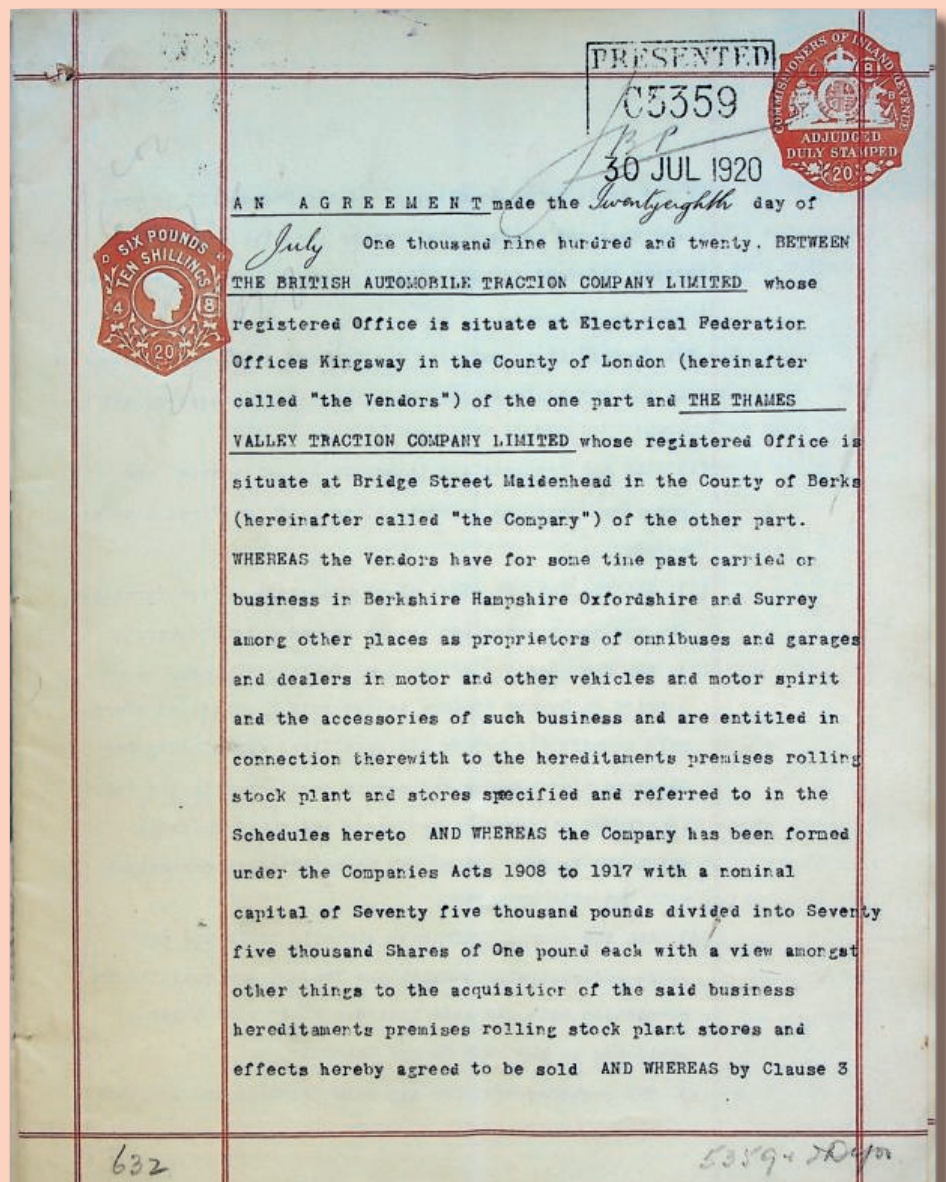 PRESENTED
C5359
30 JUL 1920
COMMISSIONERS OF INLAND REVENUE
6 8
8
ADJUDGED
DULY STAMPED
20
SIX POUNDS
TEN SHILLINGS
4 8
20
AN AGREEMENT made the Twentyeighth day of
July One thousand nine hundred and twenty. BETWEEN
THE BRITISH AUTOMOBILE TRACTION COMPANY LIMITED whose
registered Office is situate at Electrical Federation
Offices Kingsway in the County of London (hereinafter
called "the Vendors") of the one part and THE THAMES
VALLEY TRACTION COMPANY LIMITED whose registered Office is
situate at Bridge Street Maidenhead in the County of Berks
(hereinafter called "the Company") of the other part.
WHEREAS the Vendors have for some time past carried on
business in Berkshire Hampshire Oxfordshire and Surrey
among other places as proprietors of omnibuses and garages
and dealers in motor and other vehicles and motor spirit
and the accessories of such business and are entitled in
connection therewith to the hereditaments premises rolling
stock plant and stores specified and referred to in the
Schedules hereto AND WHEREAS the Company has been formed
under the Companies Acts 1908 to 1917 with a nominal
capital of Seventy five thousand pounds divided into Seventy
five thousand Shares of One pound each with a view amongst
other things to the acquisition of the said business
hereditaments premises rolling stock plant stores and
effects hereby agreed to be sold AND WHEREAS by Clause 3
632